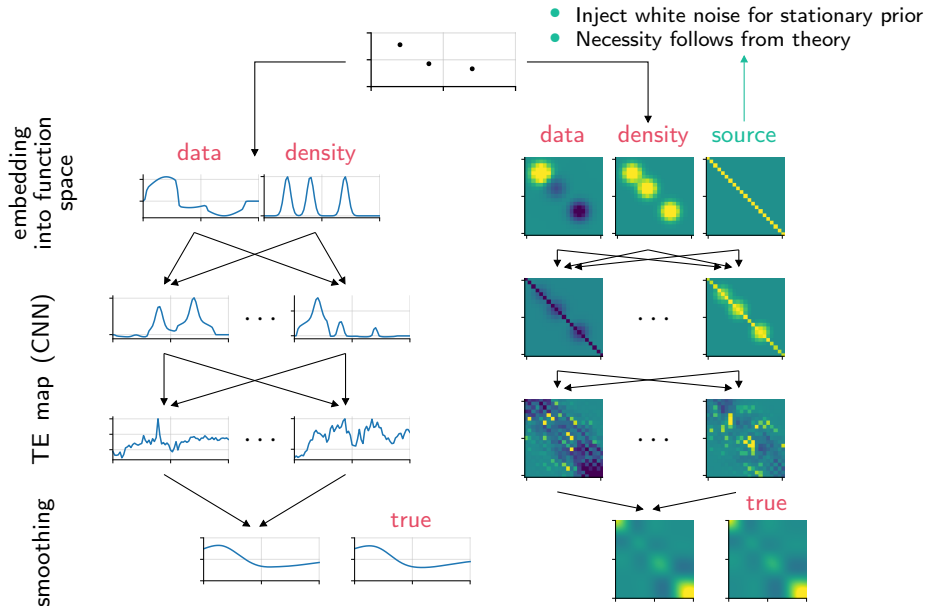 Inject white noise for stationary prior
Necessity follows from theory
embedding
into function
space
data
density
data
density
source
TE map (CNN)
· · ·
· · ·
· · ·
· · ·
smoothing
true
true